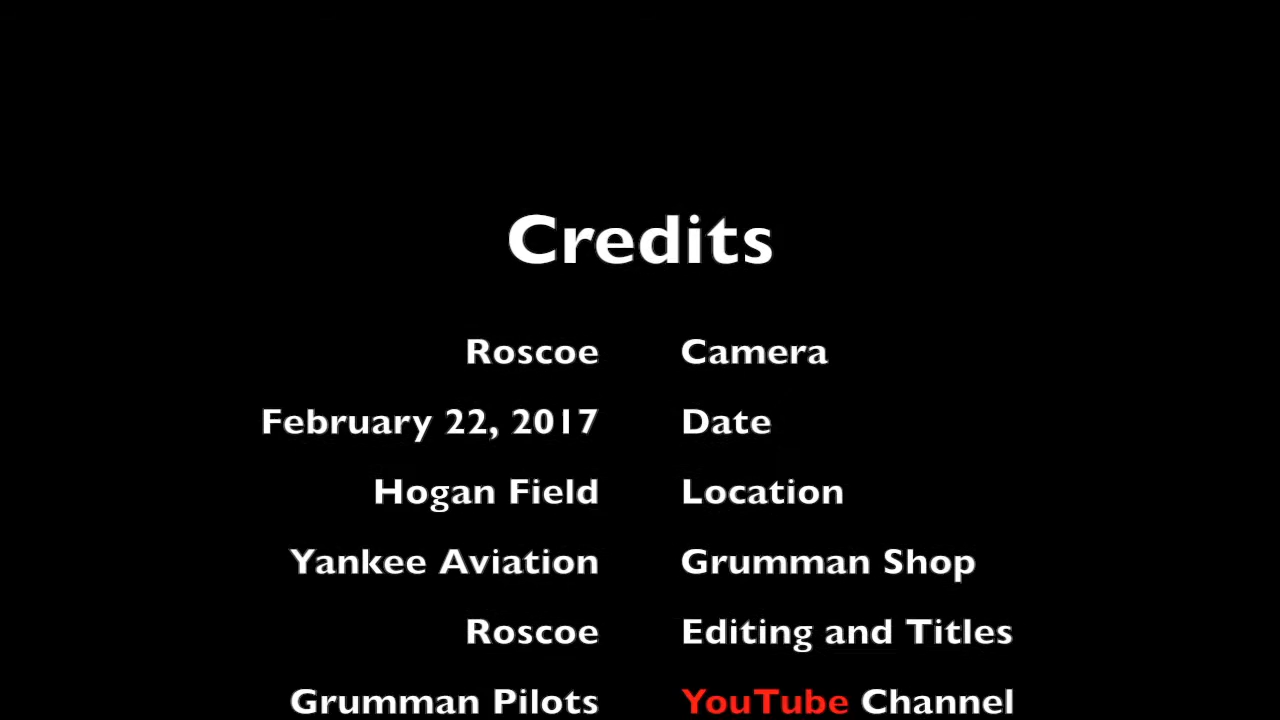 Credits
Roscoe Camera
February 22, 2017 Date
Hogan Field Location
Yankee Aviation Grumman Shop
Roscoe Editing and Titles
Grumman Pilots YouTube Channel